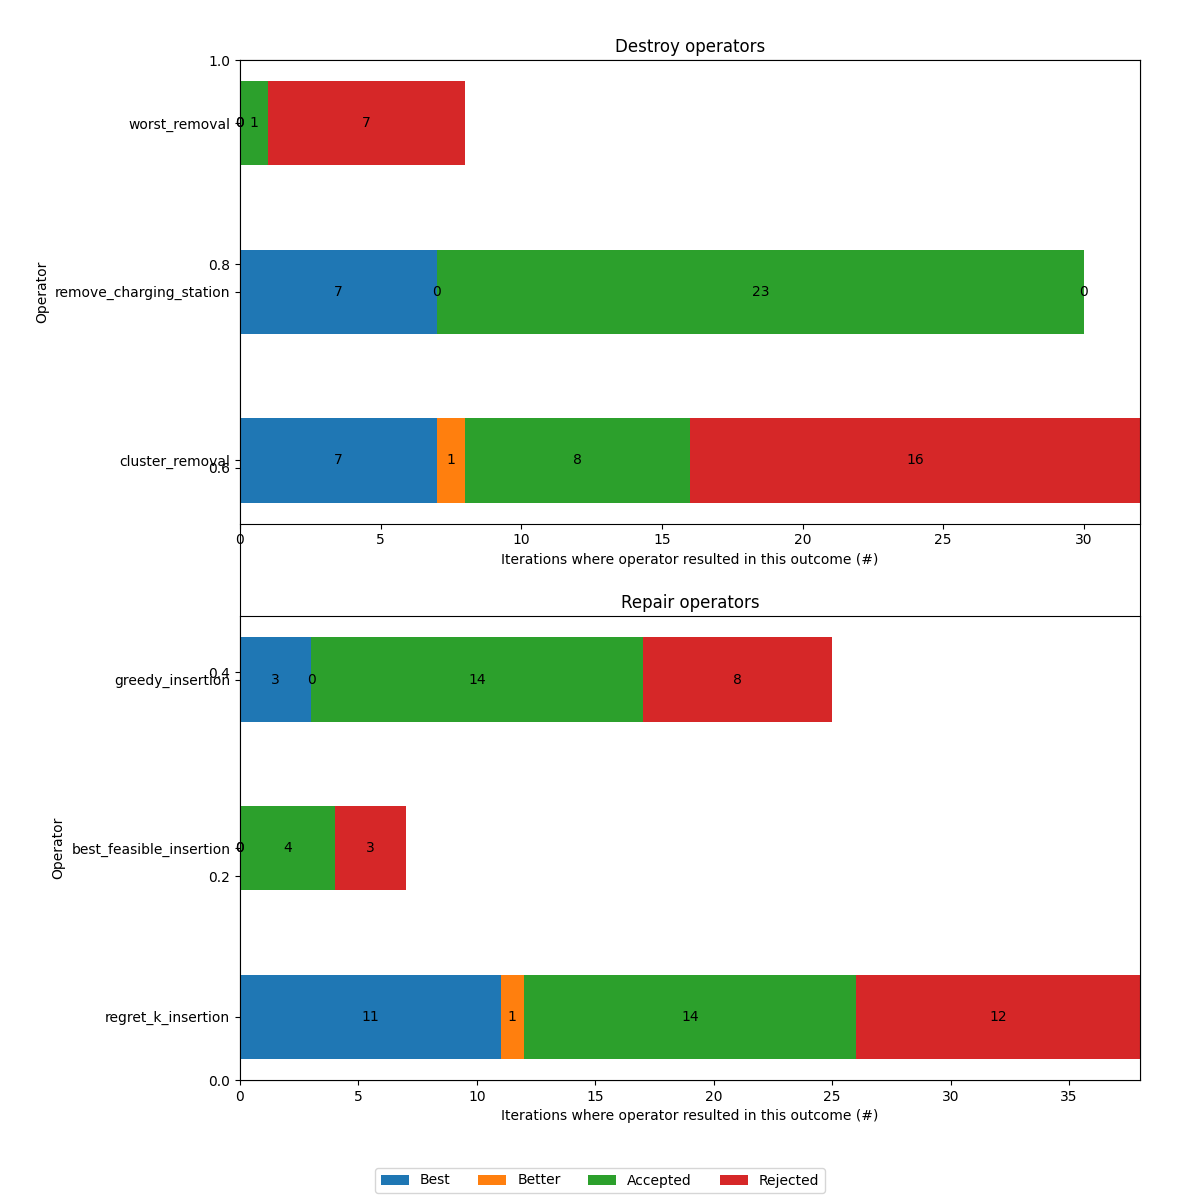 Destroy operators
1.0
worst_removal 0 0 1 7
0.8
Operator
remove_charging_station 7 0 23 0
cluster_removal 7 1 8 16
0.6
0 5 10 15 20 25 30
Iterations where operator resulted in this outcome (#)
Repair operators
0.4
greedy_insertion 3 0 14 8
Operator
best_feasible_insertion 0 0 4 3
0.2
regret_k_insertion 11 1 14 12
0.0
0 5 10 15 20 25 30 35
Iterations where operator resulted in this outcome (#)
Best Better Accepted Rejected